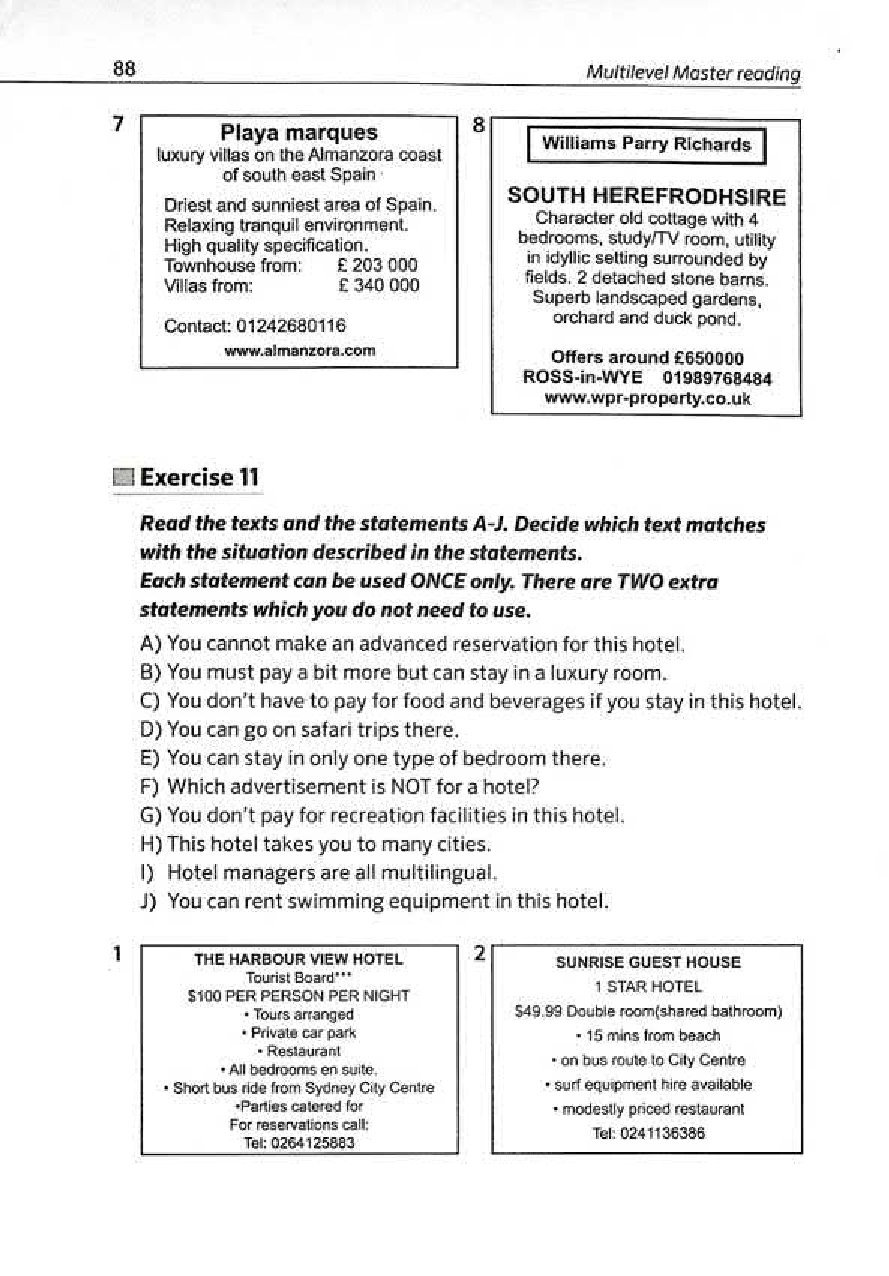 88
Multilevel Master reading
7
Playa marques
luxury villas on the Almanzora coast
of south east Spain
Driest and sunniest area of Spain.
Relaxing tranquil environment.
High quality specification.
Townhouse from: £ 203 000
Villas from: £ 340 000
Contact: 01242680116
www.almanzora.com
8
Williams Parry Richards
SOUTH HEREFRODHSIRE
Character old cottage with 4
bedrooms, study/TV room, utility
in idyllic setting surrounded by
fields. 2 detached stone barns.
Superb landscaped gardens,
orchard and duck pond.
Offers around £650000
ROSS-in-WYE 01989768484
www.wpr-property.co.uk
Exercise 11
Read the texts and the statements A-J. Decide which text matches
with the situation described in the statements.
Each statement can be used ONCE only. There are TWO extra
statements which you do not need to use.
A) You cannot make an advanced reservation for this hotel.
B) You must pay a bit more but can stay in a luxury room.
C) You don't have to pay for food and beverages if you stay in this hotel.
D) You can go on safari trips there.
E) You can stay in only one type of bedroom there.
F) Which advertisement is NOT for a hotel?
G) You don't pay for recreation facilities in this hotel.
H) This hotel takes you to many cities.
I) Hotel managers are all multilingual.
J) You can rent swimming equipment in this hotel.
1
THE HARBOUR VIEW HOTEL
Tourist Board***
$100 PER PERSON PER NIGHT
• Tours arranged
• Private car park
• Restaurant
• All bedrooms en suite.
• Short bus ride from Sydney City Centre
•Parties catered for
For reservations call:
Tel: 0264125883
2
SUNRISE GUEST HOUSE
1 STAR HOTEL
$49.99 Double room(shared bathroom)
• 15 mins from beach
• on bus route to City Centre
• surf equipment hire available
• modestly priced restaurant
Tel: 0241136386